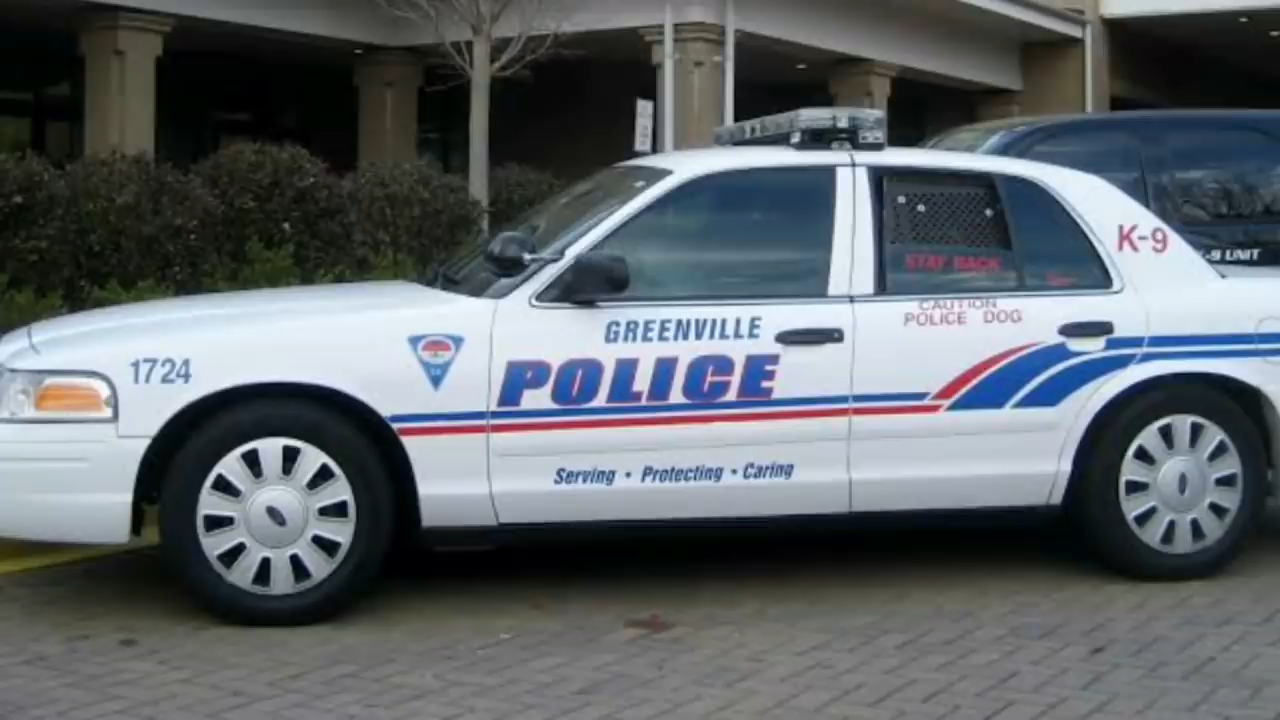 1724
GREENVILLE
POLICE
Serving • Protecting • Caring
STAY BACK
CAUTION
POLICE DOG
K-9
K-9 UNIT